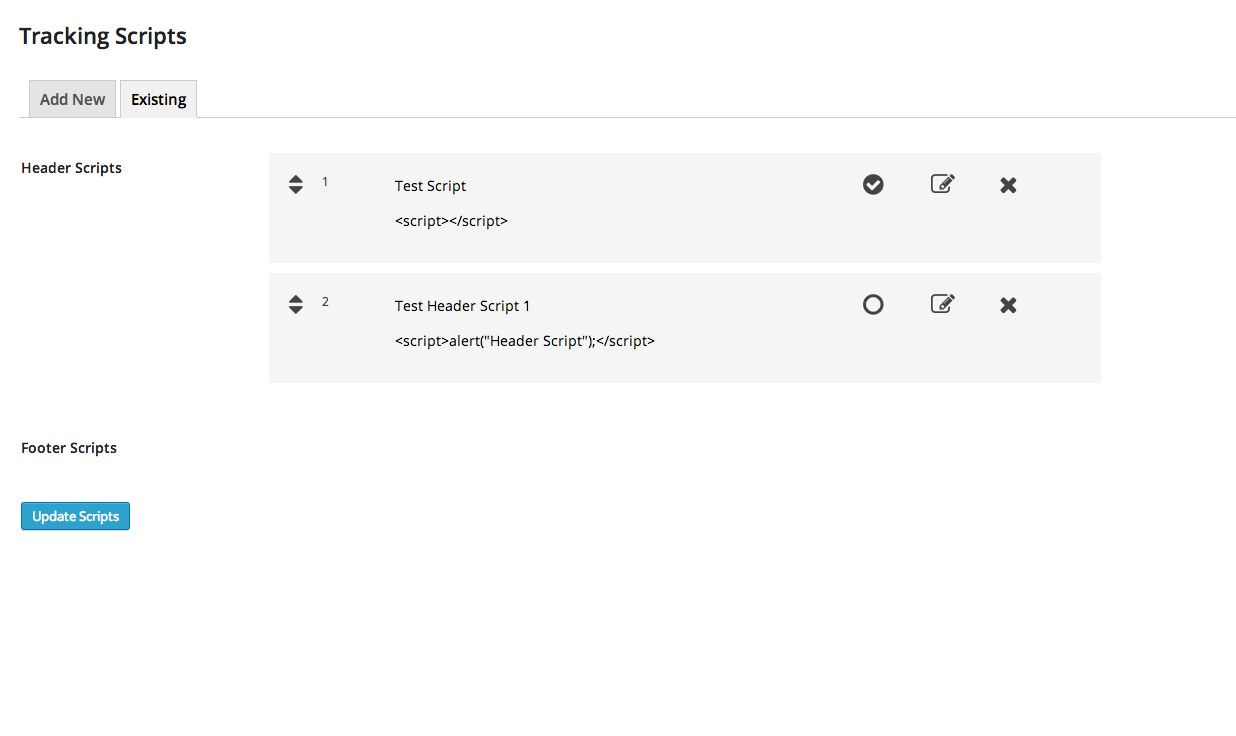 Tracking Scripts
Add New
Existing
Header Scripts
1
Test Script
<script></script>
2
Test Header Script 1
<script>alert("Header Script");</script>
Footer Scripts
Update Scripts